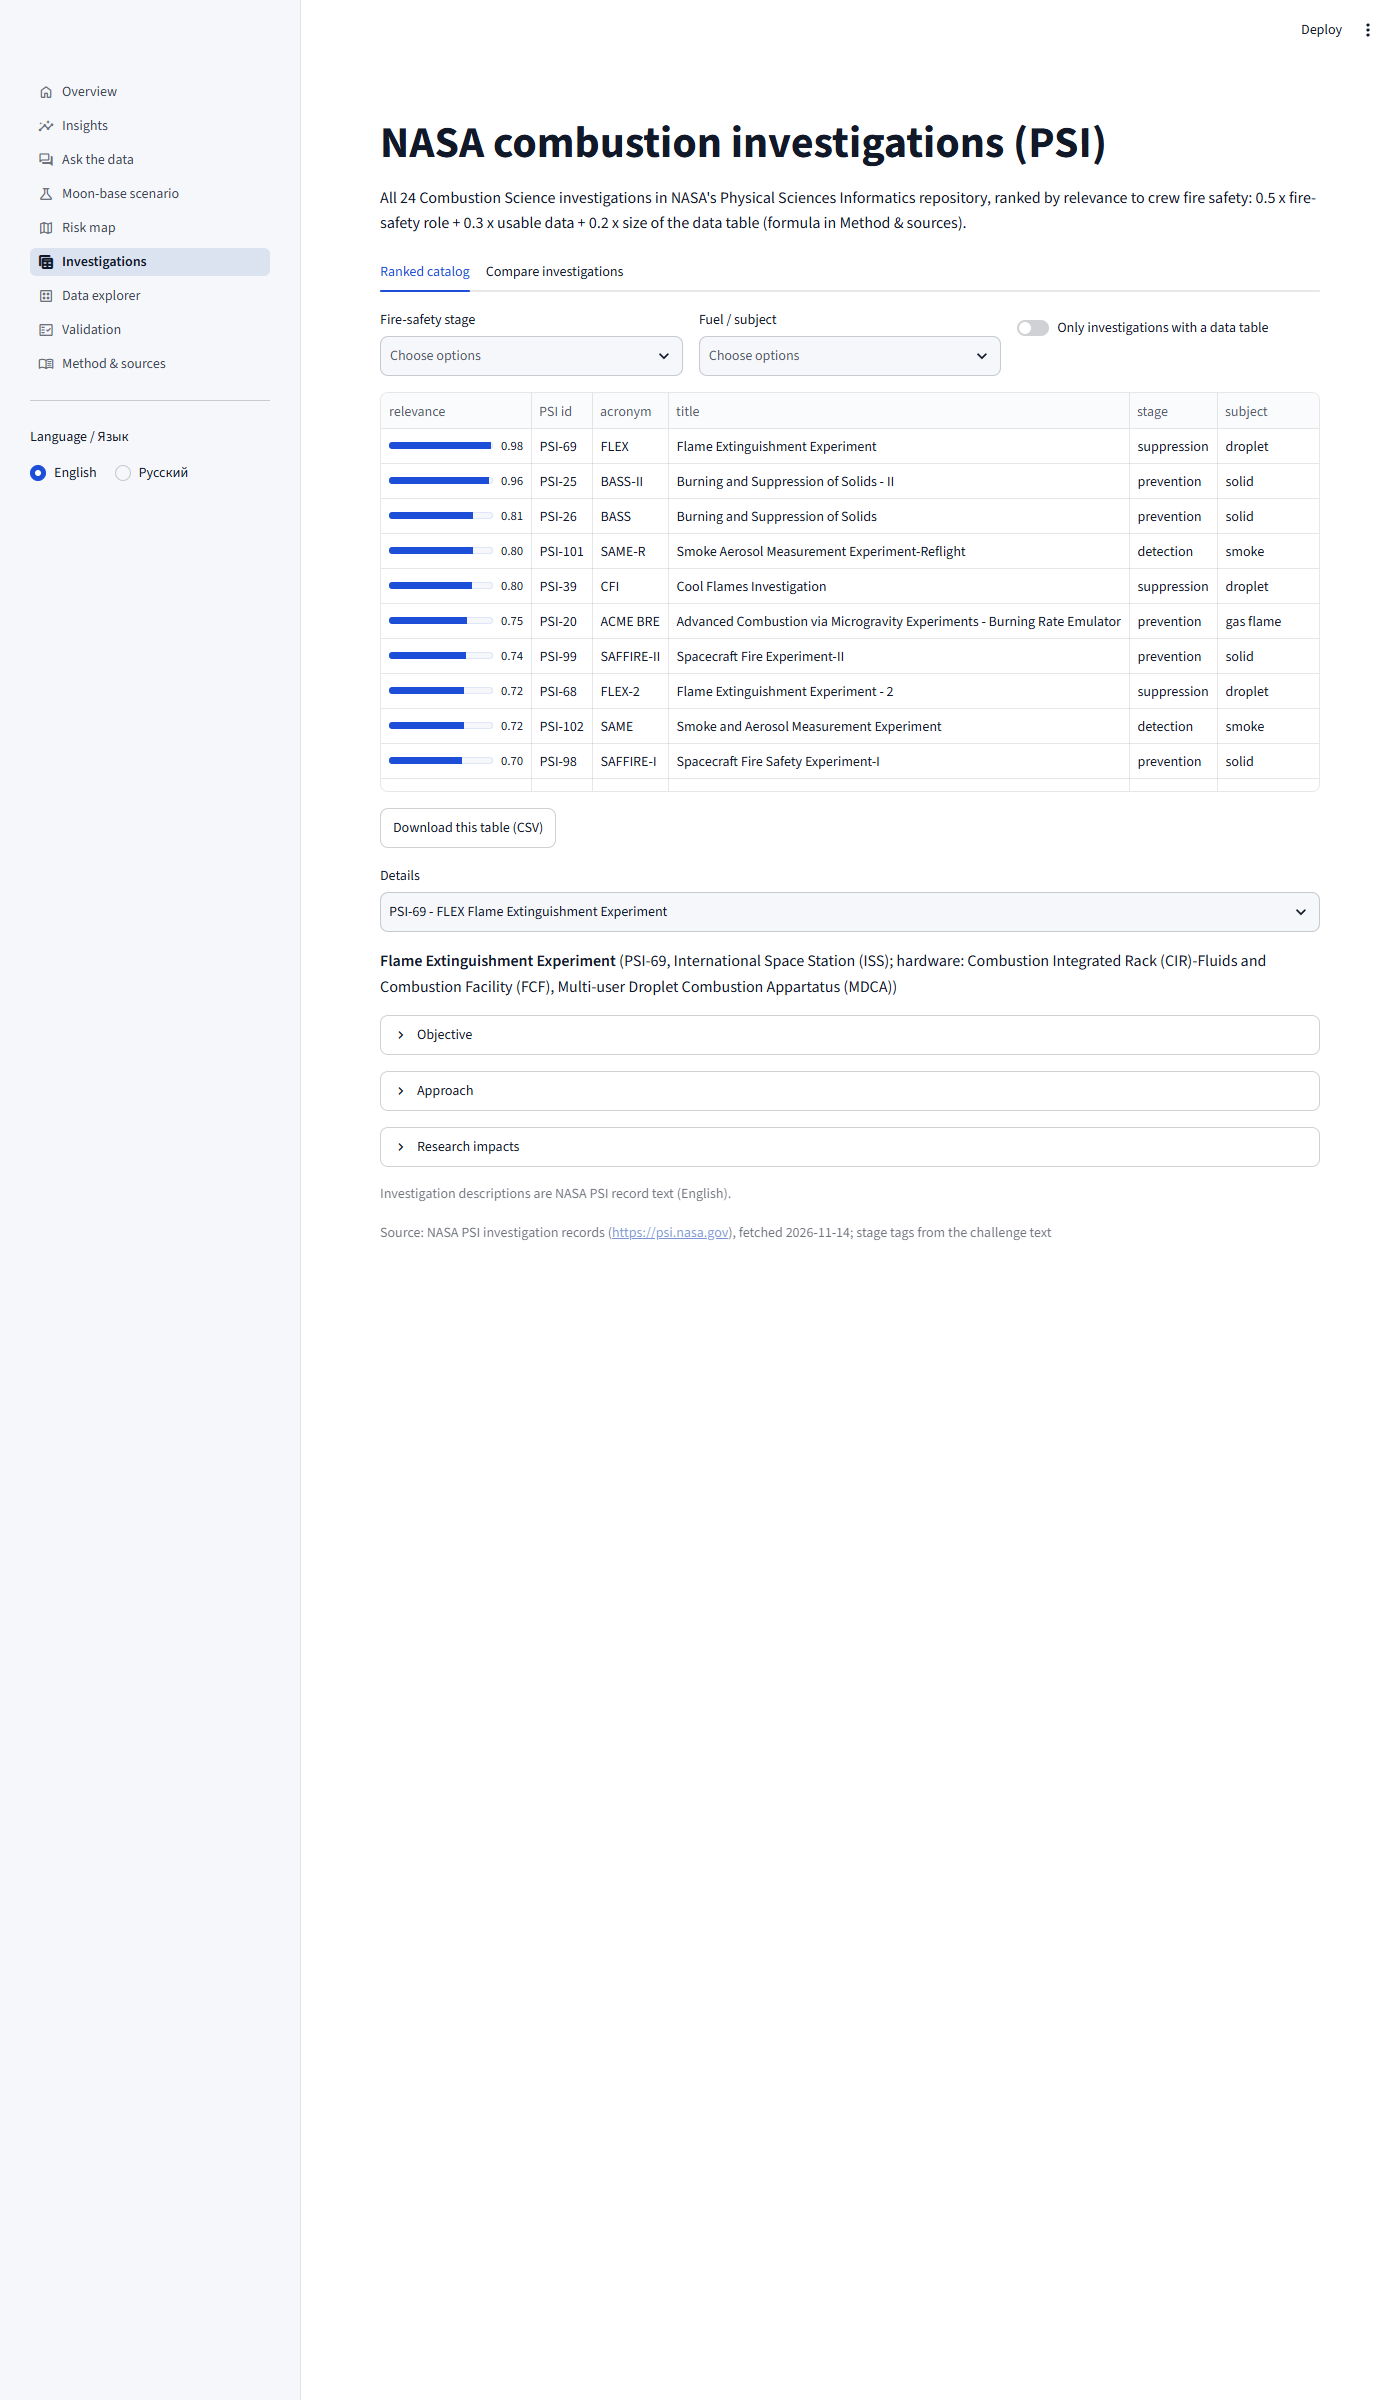 Deploy
Overview
Insights
Ask the data
Moon-base scenario
Risk map
Investigations
Data explorer
Validation
Method & sources
Language / Язык
English Русский
NASA combustion investigations (PSI)
All 24 Combustion Science investigations in NASA's Physical Sciences Informatics repository, ranked by relevance to crew fire safety: 0.5 x fire-
safety role + 0.3 x usable data + 0.2 x size of the data table (formula in Method & sources).
Ranked catalog Compare investigations
Fire-safety stage Fuel / subject
Only investigations with a data table
Choose options Choose options
relevance PSI id acronym title stage subject
0.98 PSI-69 FLEX Flame Extinguishment Experiment suppression droplet
0.96 PSI-25 BASS-II Burning and Suppression of Solids - II prevention solid
0.81 PSI-26 BASS Burning and Suppression of Solids prevention solid
0.80 PSI-101 SAME-R Smoke Aerosol Measurement Experiment-Reflight detection smoke
0.80 PSI-39 CFI Cool Flames Investigation suppression droplet
0.75 PSI-20 ACME BRE Advanced Combustion via Microgravity Experiments - Burning Rate Emulator prevention gas flame
0.74 PSI-99 SAFFIRE-II Spacecraft Fire Experiment-II prevention solid
0.72 PSI-68 FLEX-2 Flame Extinguishment Experiment - 2 suppression droplet
0.72 PSI-102 SAME Smoke and Aerosol Measurement Experiment detection smoke
0.70 PSI-98 SAFFIRE-I Spacecraft Fire Safety Experiment-I prevention solid
Download this table (CSV)
Details
PSI-69 - FLEX Flame Extinguishment Experiment
Flame Extinguishment Experiment (PSI-69, International Space Station (ISS); hardware: Combustion Integrated Rack (CIR)-Fluids and
Combustion Facility (FCF), Multi-user Droplet Combustion Appartatus (MDCA))
Objective
Approach
Research impacts
Investigation descriptions are NASA PSI record text (English).
Source: NASA PSI investigation records (https://psi.nasa.gov), fetched 2026-11-14; stage tags from the challenge text